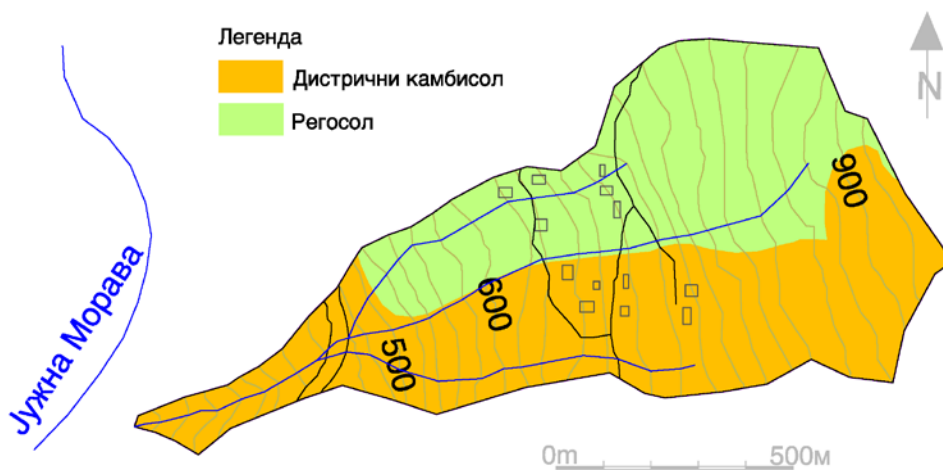 Легенда
Дистрични камбисол
Регосол
N
900
600
500
Јужна Морава
0m 500м